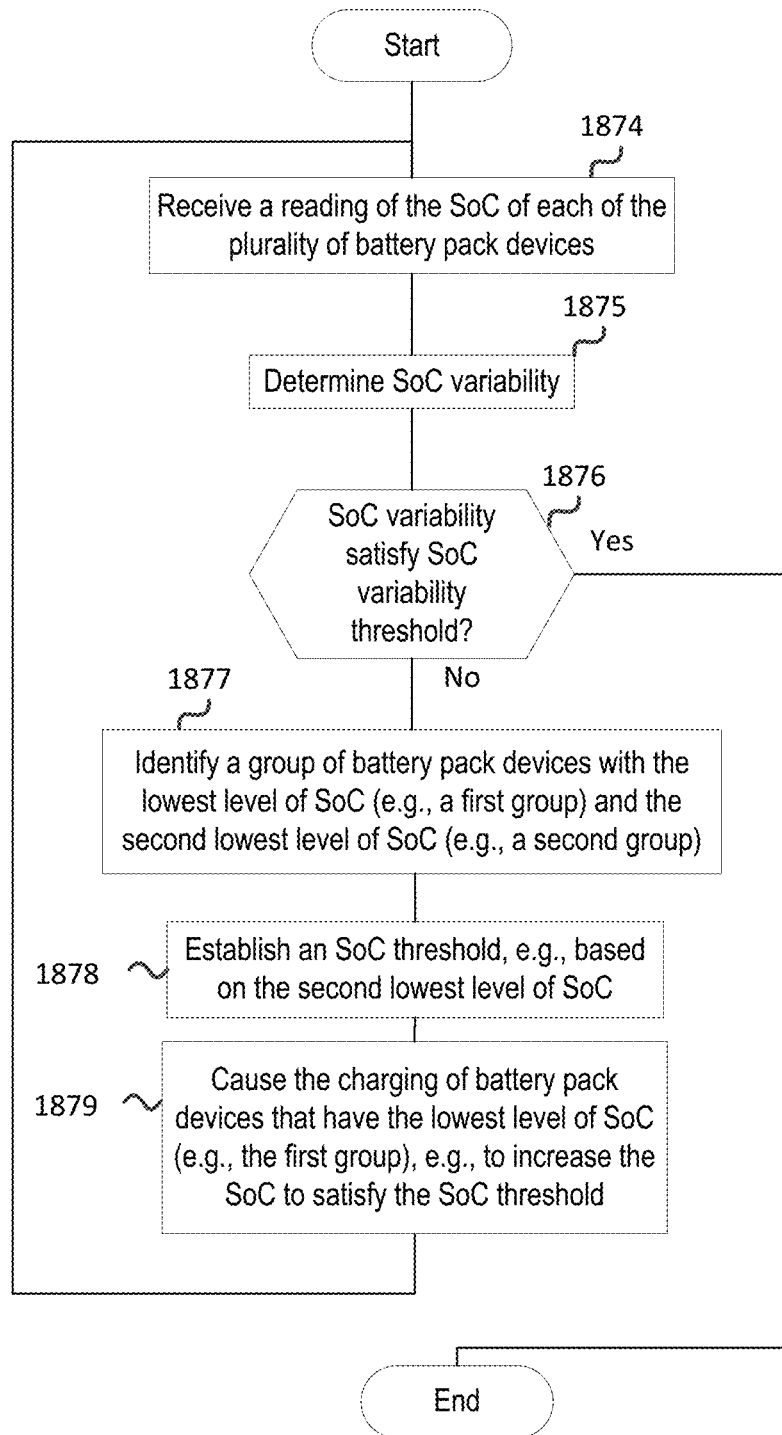 Start
1874
Receive a reading of the SoC of each of the
plurality of battery pack devices
1875
Determine SoC variability
1876
SoC variability
satisfy SoC
variability
threshold?
Yes
No
1877
Identify a group of battery pack devices with the
lowest level of SoC (e.g., a first group) and the
second lowest level of SoC (e.g., a second group)
1878
Establish an SoC threshold, e.g., based
on the second lowest level of SoC
1879
Cause the charging of battery pack
devices that have the lowest level of SoC
(e.g., the first group), e.g., to increase the
SoC to satisfy the SoC threshold
End